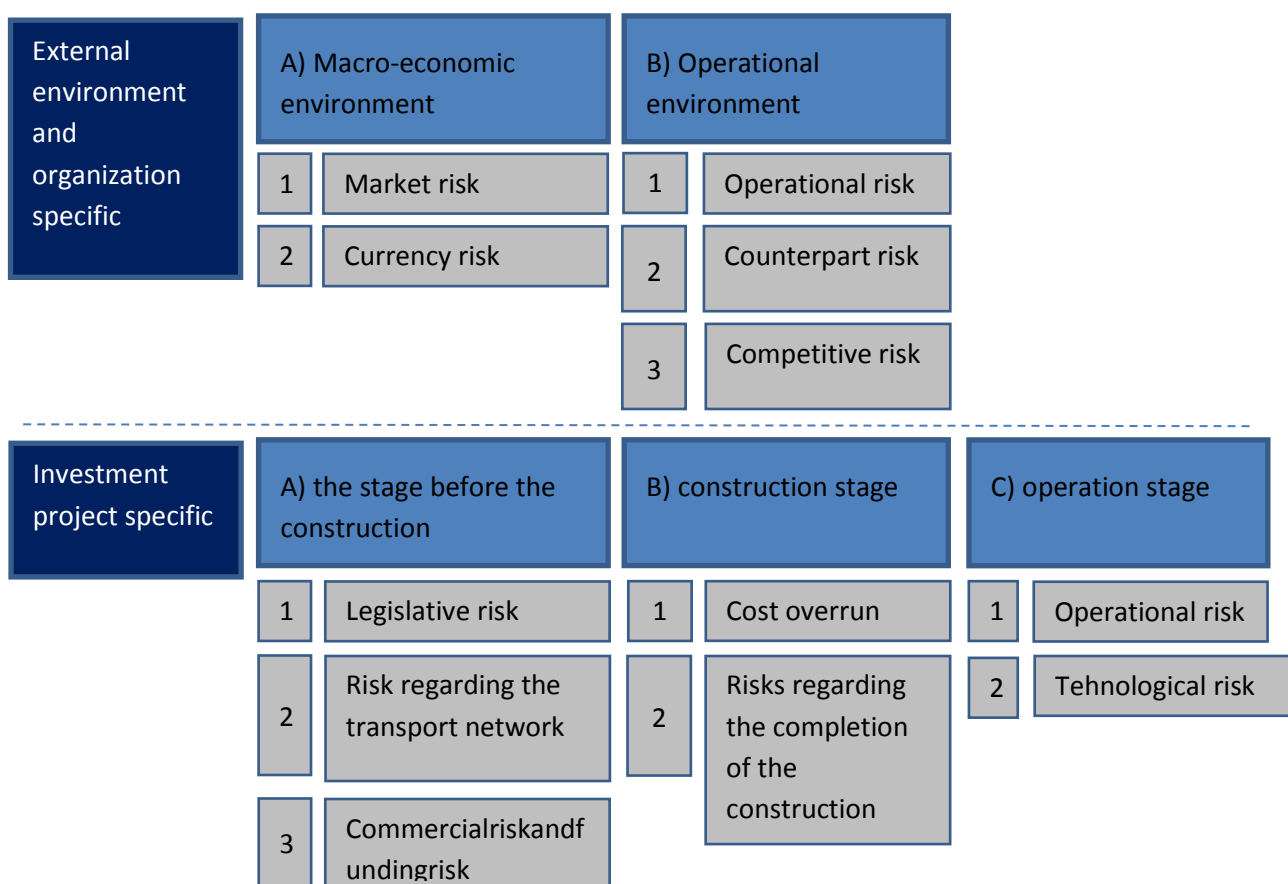 External
environment
and
organization
specific
A) Macro-economic
environment
B) Operational
environment
1
Market risk
1
Operational risk
2
Currency risk
2
Counterpart risk
3
Competitive risk
Investment
project specific
A) the stage before the
construction
B) construction stage
C) operation stage
1
Legislative risk
1
Cost overrun
1
Operational risk
2
Risk regarding the
transport network
2
Risks regarding
the completion
of the
construction
2
Tehnological risk
3
Commercialriskandf
undingrisk